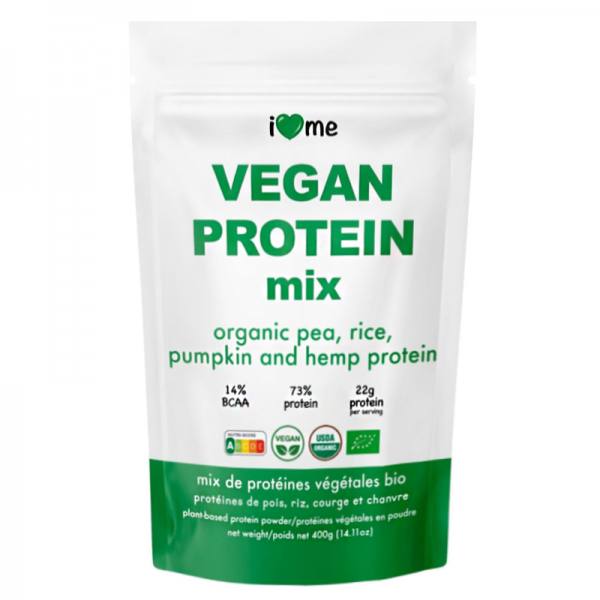 i me
VEGAN
PROTEIN
mix
organic pea, rice,
pumpkin and hemp protein
14% BCAA
73% protein
22g protein per serving
NUTRI-SCORE
A B C D E
VEGAN
USDA ORGANIC
mix de protéines végétales bio
protéines de pois, riz, courge et chanvre
plant-based protein powder/protéines végétales en poudre
net weight/poids net 400g (14.11oz)